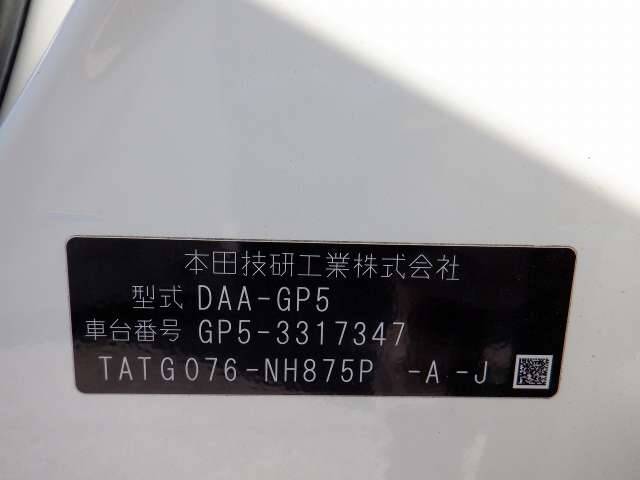 本田技研工業株式会社
型式 DAA-GP5
車台番号 GP5-3317347
TATG076-NH875P -A -J